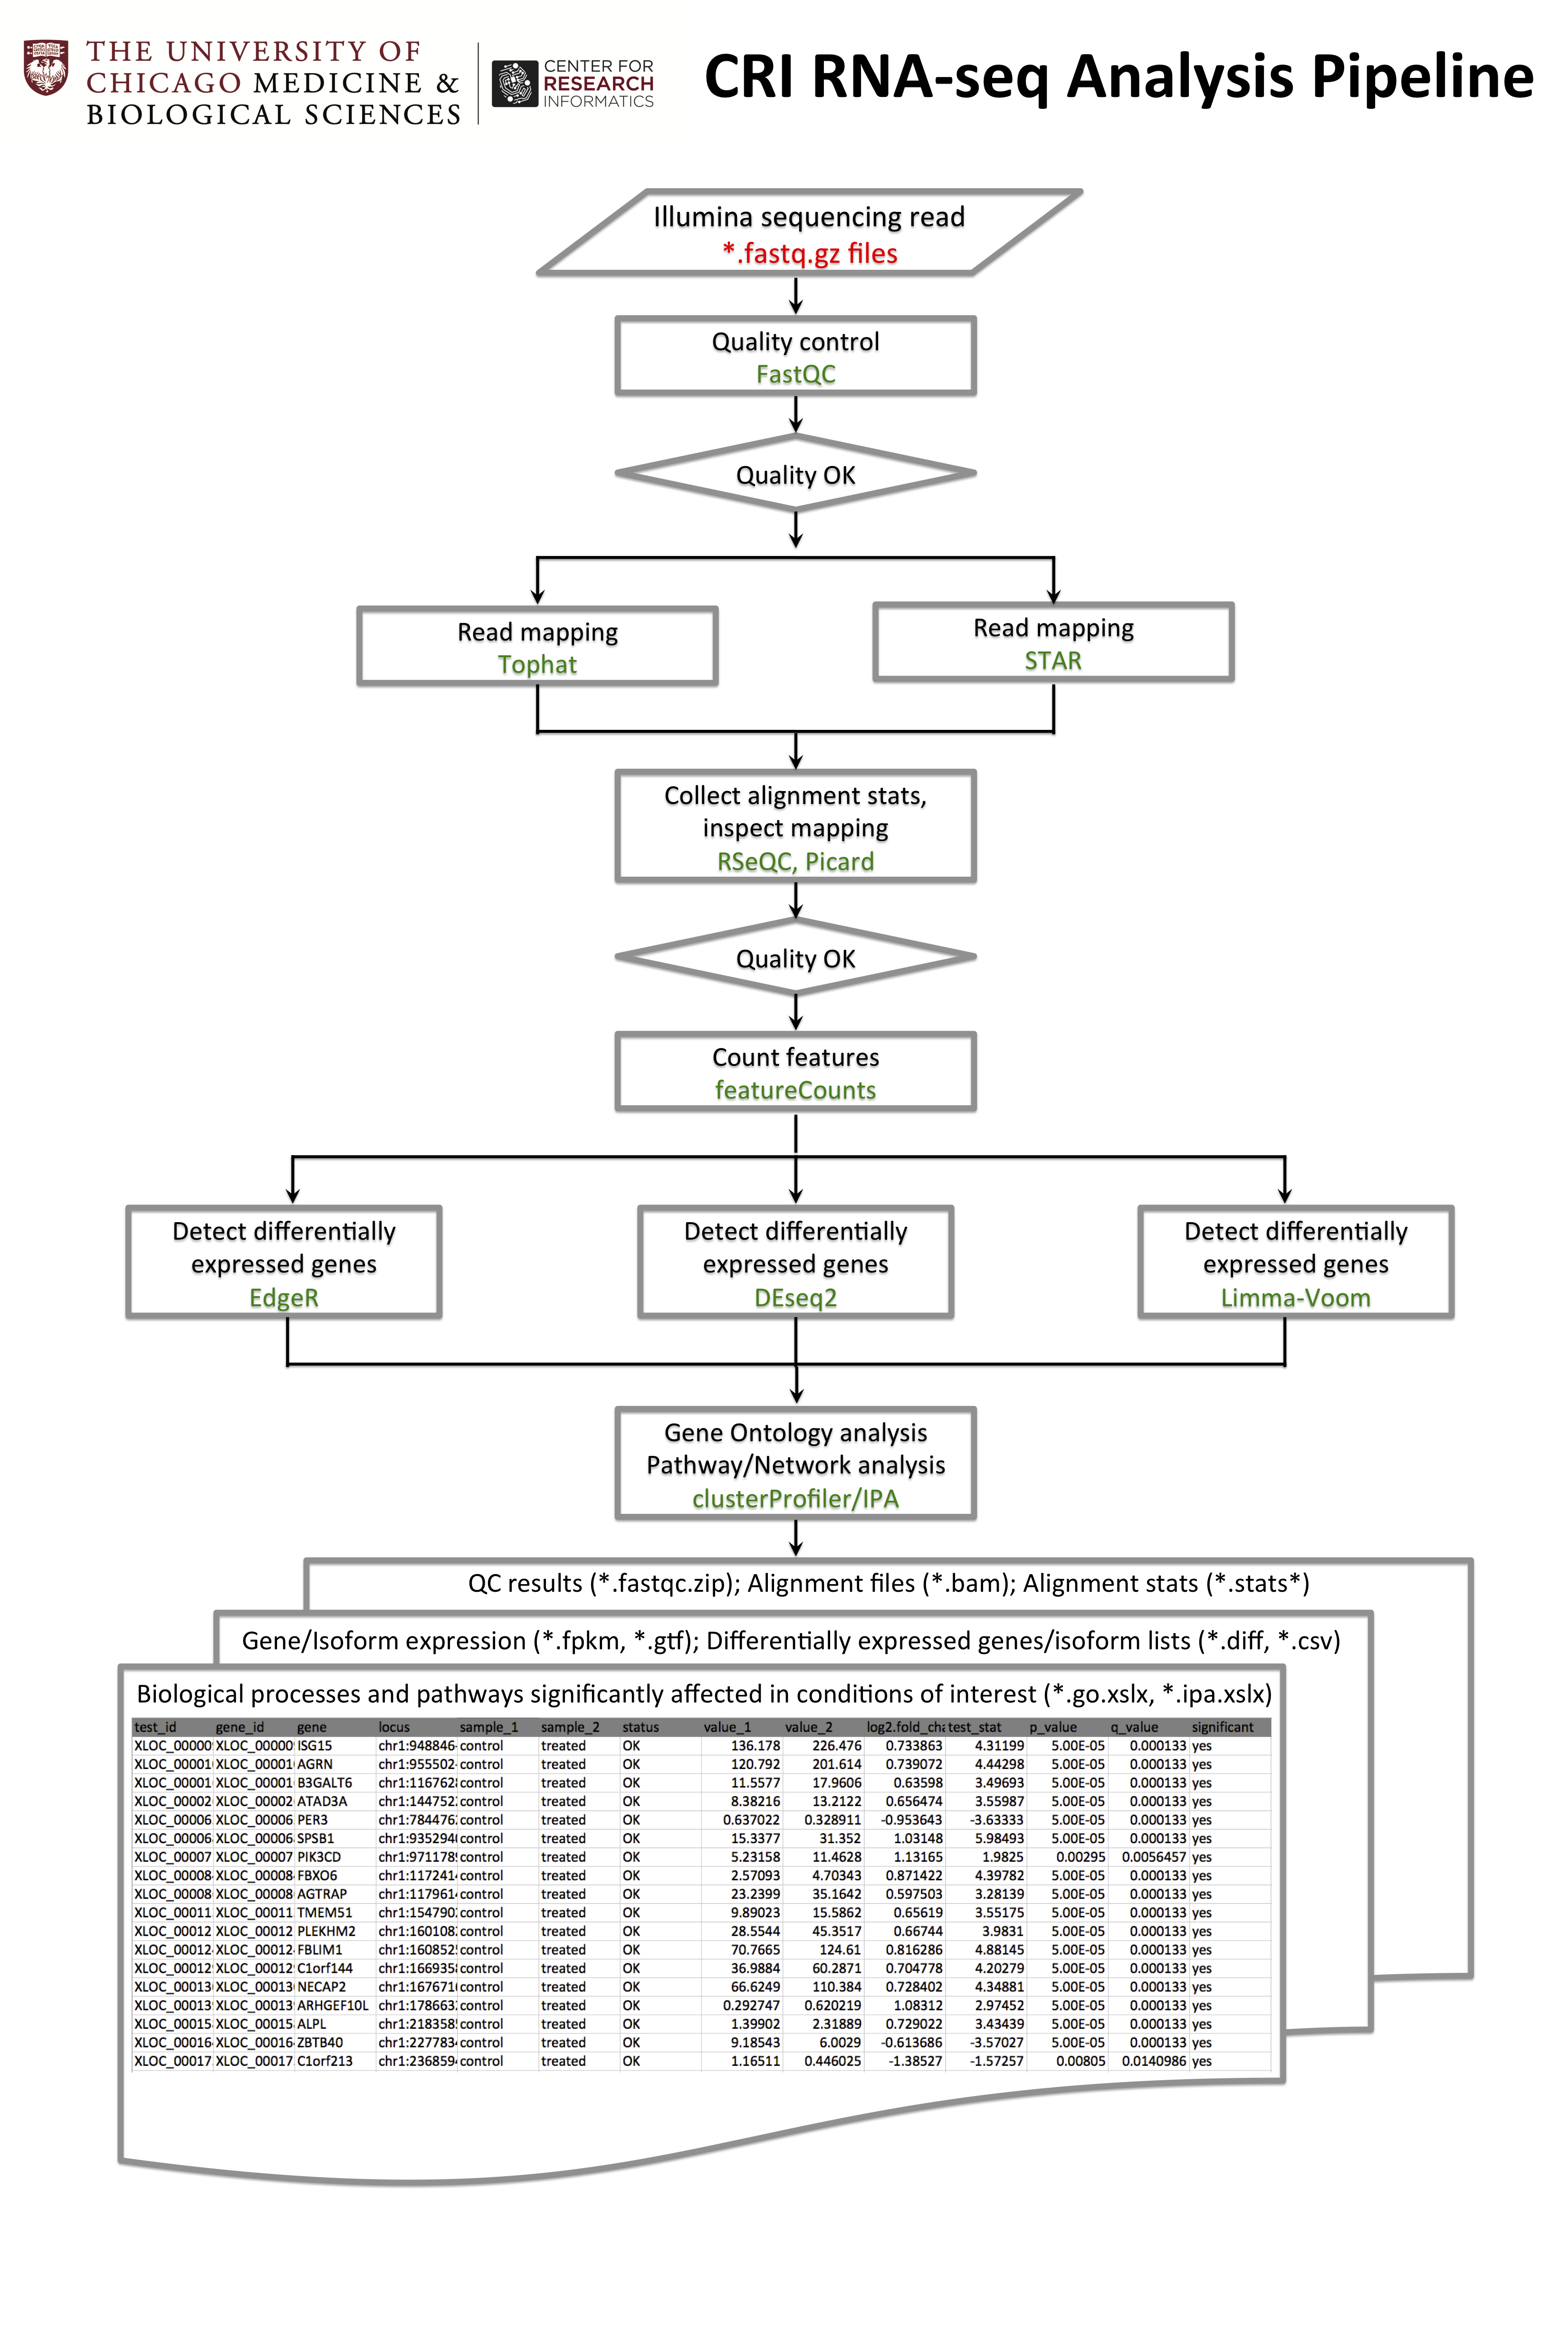 THE UNIVERSITY OF
CHICAGO MEDICINE &
BIOLOGICAL SCIENCES
CENTER FOR
RESEARCH
INFORMATICS
CRI RNA-seq Analysis Pipeline
Illumina sequencing read
*.fastq.gz files
Quality control
FastQC
Quality OK
Read mapping
Tophat
Read mapping
STAR
Collect alignment stats,
inspect mapping
RSeQC, Picard
Quality OK
Count features
featureCounts
Detect differentially
expressed genes
EdgeR
Detect differentially
expressed genes
DEseq2
Detect differentially
expressed genes
Limma-Voom
Gene Ontology analysis
Pathway/Network analysis
clusterProfiler/IPA
QC results (*.fastqc.zip); Alignment files (*.bam); Alignment stats (*.stats*)
Gene/Isoform expression (*.fpkm, *.gtf); Differentially expressed genes/isoform lists (*.diff, *.csv)
Biological processes and pathways significantly affected in conditions of interest (*.go.xslx, *.ipa.xslx)
test_id gene_id gene locus sample_1 sample_2 status value_1 value_2 log2.fold_cha test_stat p_value q_value significant
XLOC_00000 XLOC_00000 ISG15 chr1:948846 control treated OK 136.178 226.476 0.733863 4.31199 5.00E-05 0.000133 yes
XLOC_00001 XLOC_00001 AGRN chr1:955502 control treated OK 120.792 201.614 0.739072 4.44298 5.00E-05 0.000133 yes
XLOC_00001 XLOC_00001 B3GALT6 chr1:1167628 control treated OK 11.5577 17.9606 0.63598 3.49693 5.00E-05 0.000133 yes
XLOC_00002 XLOC_00002 ATAD3A chr1:144752 control treated OK 8.38216 13.2122 0.656474 3.55987 5.00E-05 0.000133 yes
XLOC_00006 XLOC_00006 PER3 chr1:784476 control treated OK 0.637022 0.328911 -0.953643 -3.63333 5.00E-05 0.000133 yes
XLOC_00006 XLOC_00006 SPSB1 chr1:935294 control treated OK 15.3377 31.352 1.03148 5.98493 5.00E-05 0.000133 yes
XLOC_00007 XLOC_00007 PIK3CD chr1:971178 control treated OK 5.23158 11.4628 1.13165 1.9825 0.00295 0.0056457 yes
XLOC_00008 XLOC_00008 FBXO6 chr1:117241 control treated OK 2.57093 4.70343 0.871422 4.39782 5.00E-05 0.000133 yes
XLOC_00008 XLOC_00008 AGTRAP chr1:117961 control treated OK 23.2399 35.1642 0.597503 3.28139 5.00E-05 0.000133 yes
XLOC_00011 XLOC_00011 TMEM51 chr1:154790 control treated OK 9.89023 15.5862 0.65619 3.55175 5.00E-05 0.000133 yes
XLOC_00012 XLOC_00012 PLEKHM2 chr1:160108 control treated OK 28.5544 45.3517 0.66744 3.9831 5.00E-05 0.000133 yes
XLOC_00012 XLOC_00012 FBLIM1 chr1:160852 control treated OK 70.7665 124.61 0.816286 4.88145 5.00E-05 0.000133 yes
XLOC_00012 XLOC_00012 C1orf144 chr1:166935 control treated OK 36.9884 60.2871 0.704778 4.20279 5.00E-05 0.000133 yes
XLOC_00013 XLOC_00013 NECAP2 chr1:167671 control treated OK 66.6249 110.384 0.728402 4.34881 5.00E-05 0.000133 yes
XLOC_00013 XLOC_00013 ARHGEF10L chr1:178663 control treated OK 0.292747 0.620219 1.08312 2.97452 5.00E-05 0.000133 yes
XLOC_00015 XLOC_00015 ALPL chr1:218358 control treated OK 1.39902 2.31889 0.729022 3.43439 5.00E-05 0.000133 yes
XLOC_00016 XLOC_00016 ZBTB40 chr1:227783 control treated OK 9.18543 6.0029 -0.613686 -3.57027 5.00E-05 0.000133 yes
XLOC_00017 XLOC_00017 C1orf213 chr1:236859 control treated OK 1.16511 0.446025 -1.38527 -1.57257 0.00805 0.0140986 yes